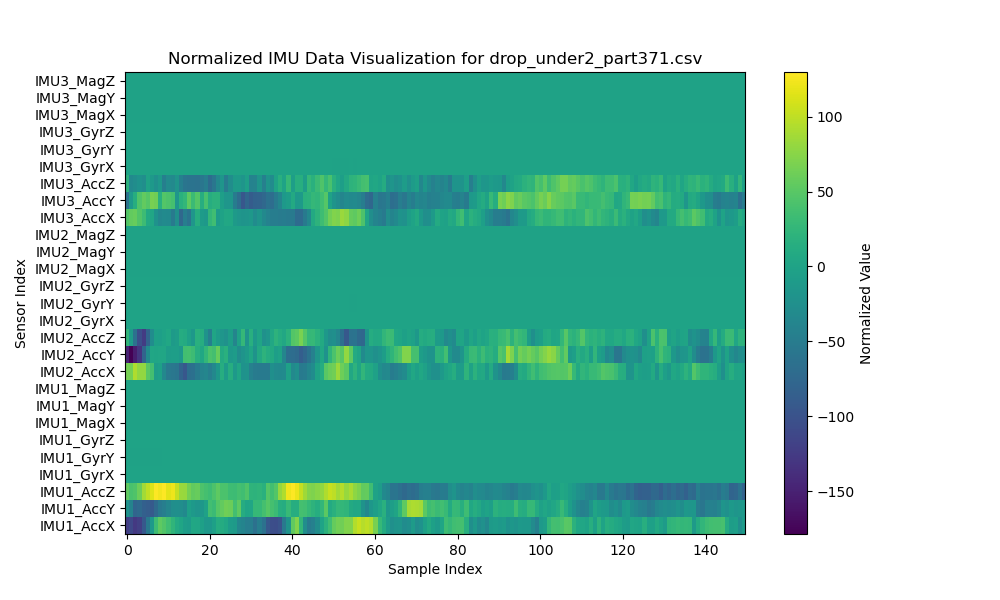 Normalized IMU Data Visualization for drop_under2_part371.csv
IMU3_MagZ
IMU3_MagY
IMU3_MagX
IMU3_GyrZ
IMU3_GyrY
IMU3_GyrX
IMU3_AccZ
IMU3_AccY
IMU3_AccX
IMU2_MagZ
IMU2_MagY
IMU2_MagX
IMU2_GyrZ
IMU2_GyrY
IMU2_GyrX
IMU2_AccZ
IMU2_AccY
IMU2_AccX
IMU1_MagZ
IMU1_MagY
IMU1_MagX
IMU1_GyrZ
IMU1_GyrY
IMU1_GyrX
IMU1_AccZ
IMU1_AccY
IMU1_AccX
Sensor Index
0 20 40 60 80 100 120 140
Sample Index
100
50
0
−50
−100
−150
Normalized Value